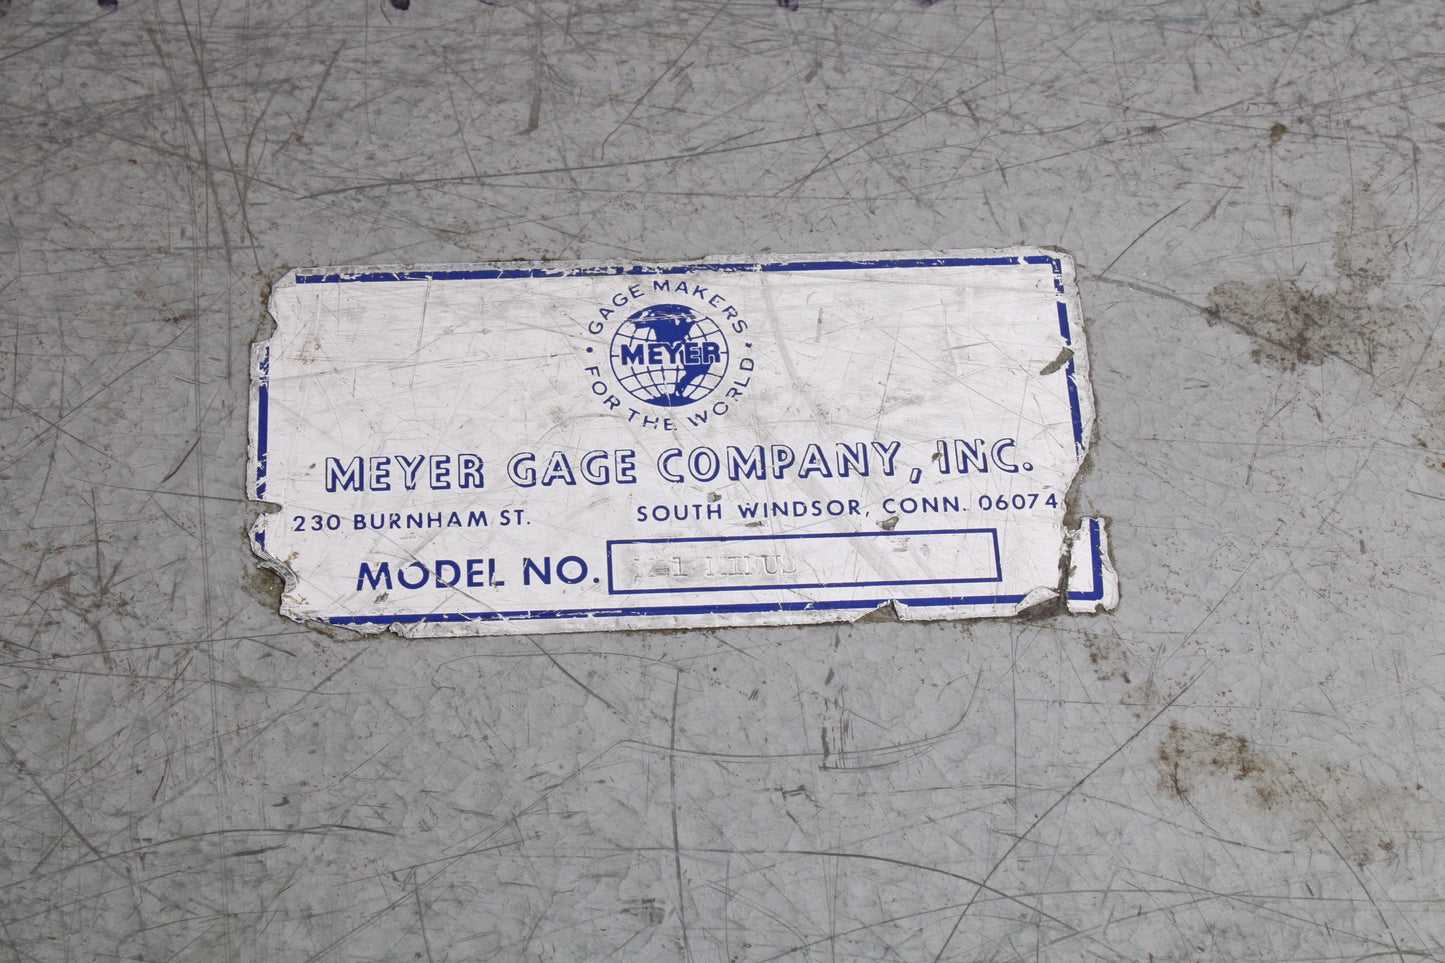 GAGE MAKERS
MEYER
• FOR THE WORLD •
MEYER GAGE COMPANY, INC.
230 BURNHAM ST. SOUTH WINDSOR, CONN. 06074
MODEL NO. MINUS